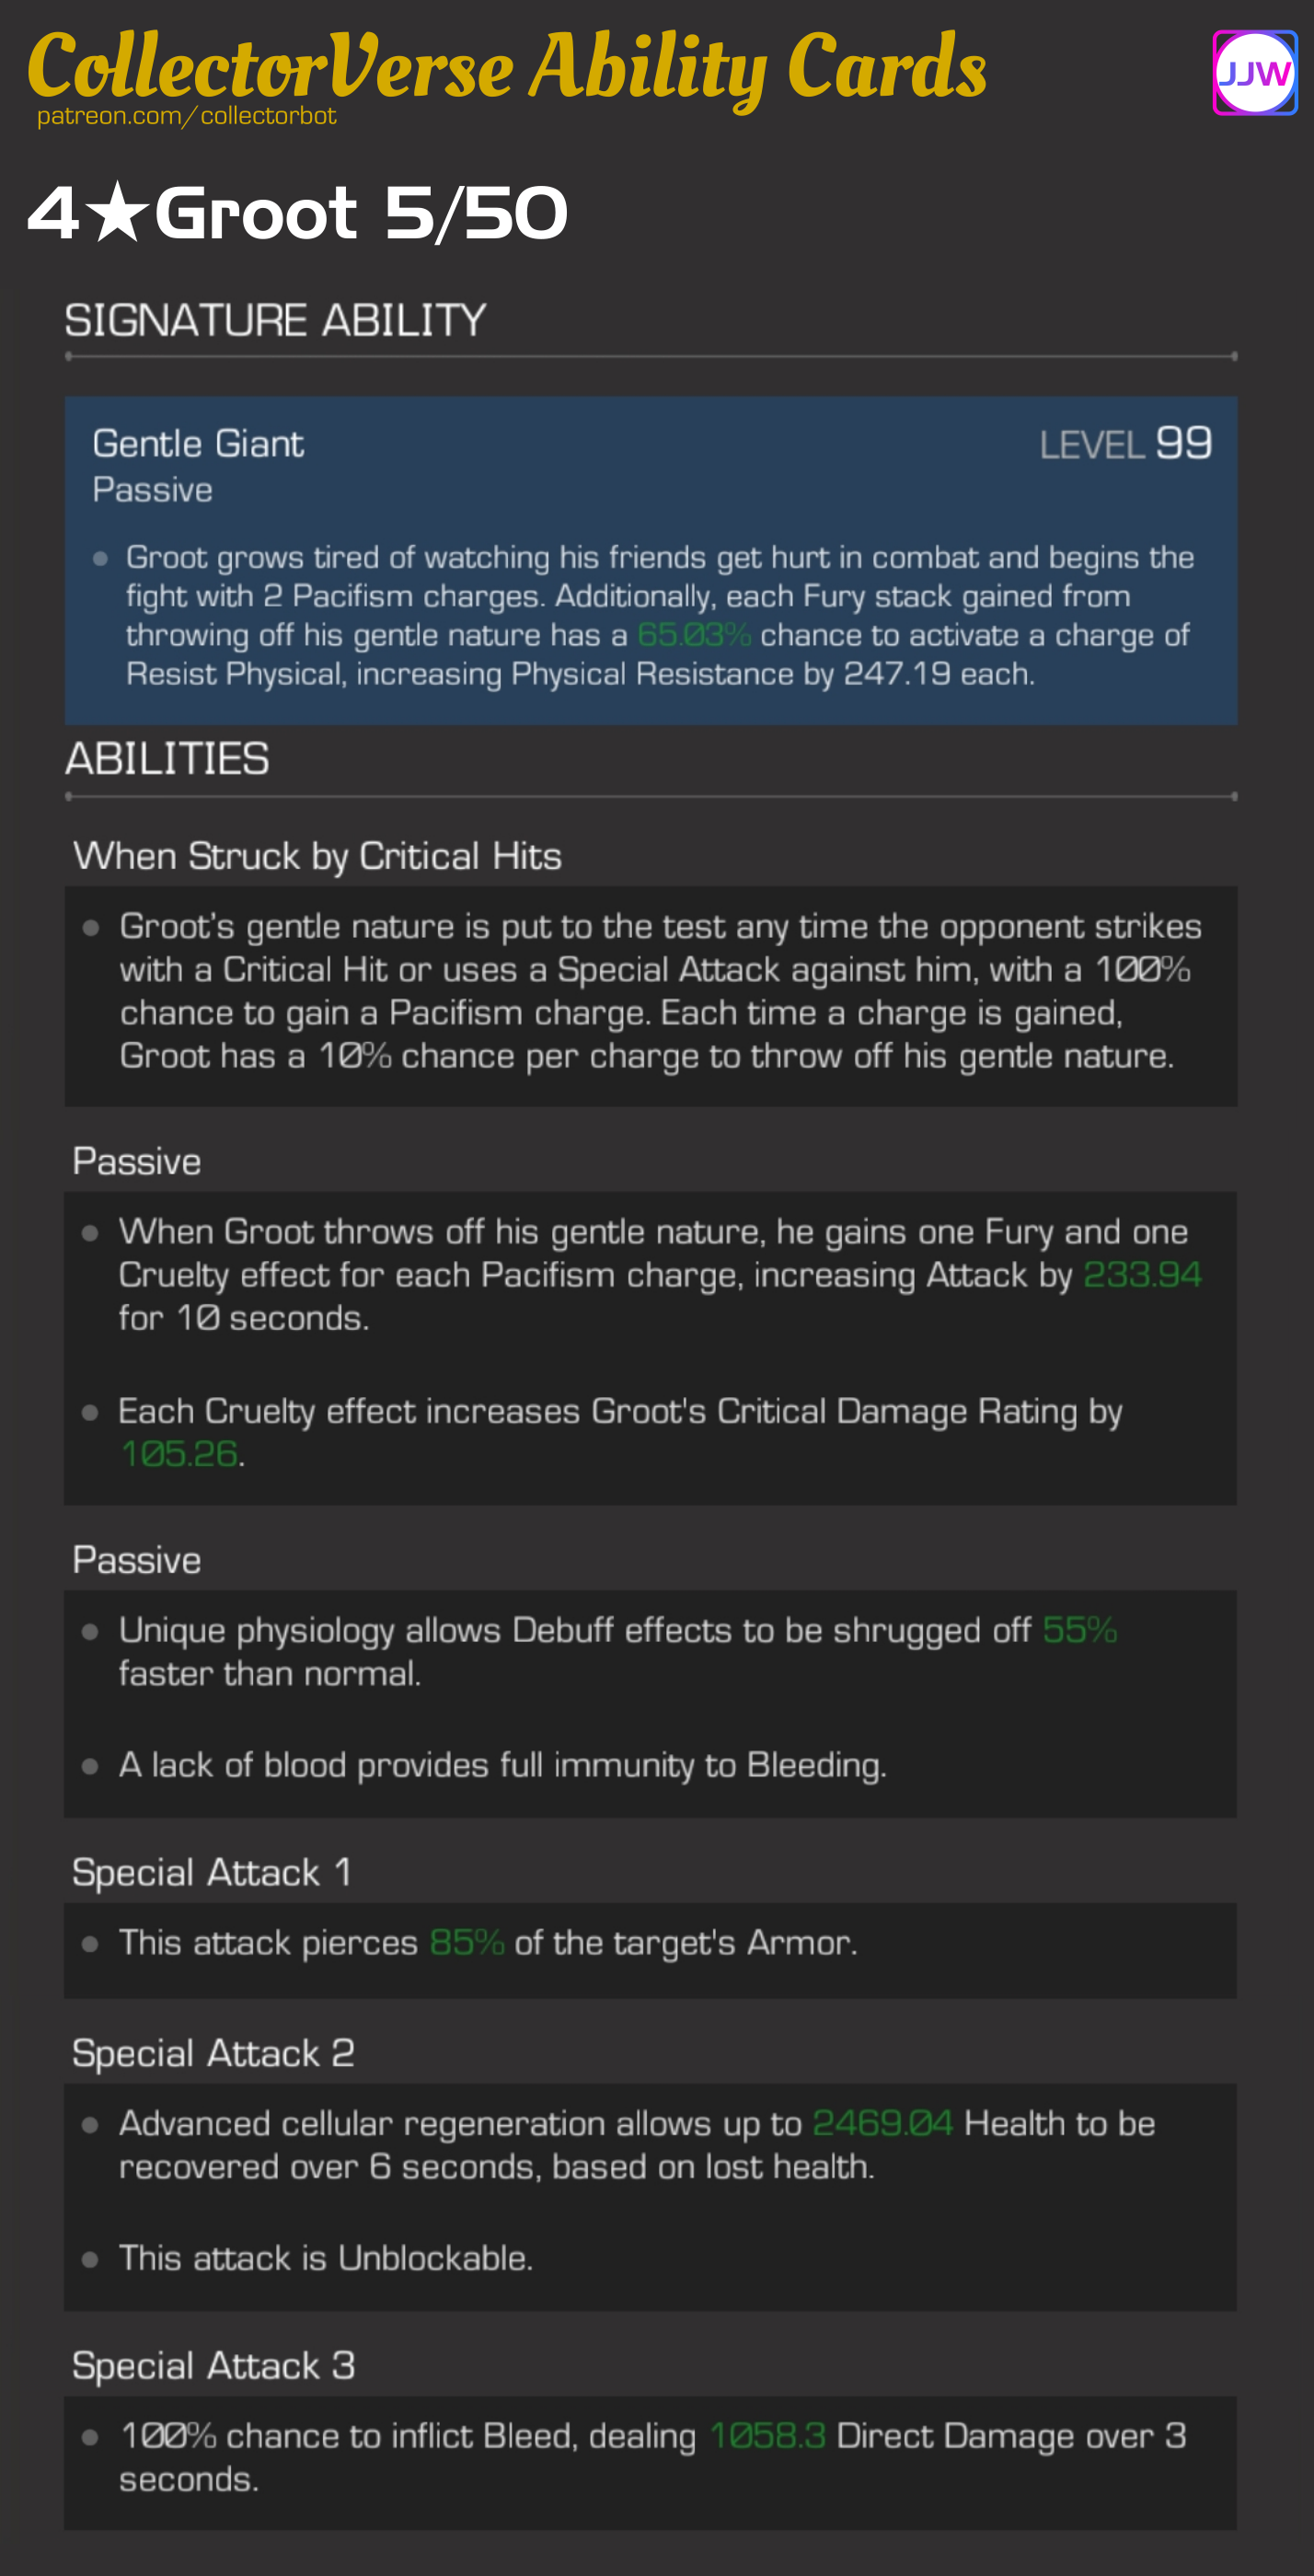 CollectorVerse Ability Cards
patreon.com/collectorbot
JJW
4★Groot 5/50
SIGNATURE ABILITY
Gentle Giant
LEVEL 99
Passive
Groot grows tired of watching his friends get hurt in combat and begins the
fight with 2 Pacifism charges. Additionally, each Fury stack gained from
throwing off his gentle nature has a 65.03% chance to activate a charge of
Resist Physical, increasing Physical Resistance by 247.19 each.
ABILITIES
When Struck by Critical Hits
Groot's gentle nature is put to the test any time the opponent strikes
with a Critical Hit or uses a Special Attack against him, with a 100%
chance to gain a Pacifism charge. Each time a charge is gained,
Groot has a 10% chance per charge to throw off his gentle nature.
Passive
When Groot throws off his gentle nature, he gains one Fury and one
Cruelty effect for each Pacifism charge, increasing Attack by 233.94
for 10 seconds.
Each Cruelty effect increases Groot's Critical Damage Rating by
105.26.
Passive
Unique physiology allows Debuff effects to be shrugged off 55%
faster than normal.
A lack of blood provides full immunity to Bleeding.
Special Attack 1
This attack pierces 85% of the target's Armor.
Special Attack 2
Advanced cellular regeneration allows up to 2469.04 Health to be
recovered over 6 seconds, based on lost health.
This attack is Unblockable.
Special Attack 3
100% chance to inflict Bleed, dealing 1058.3 Direct Damage over 3
seconds.